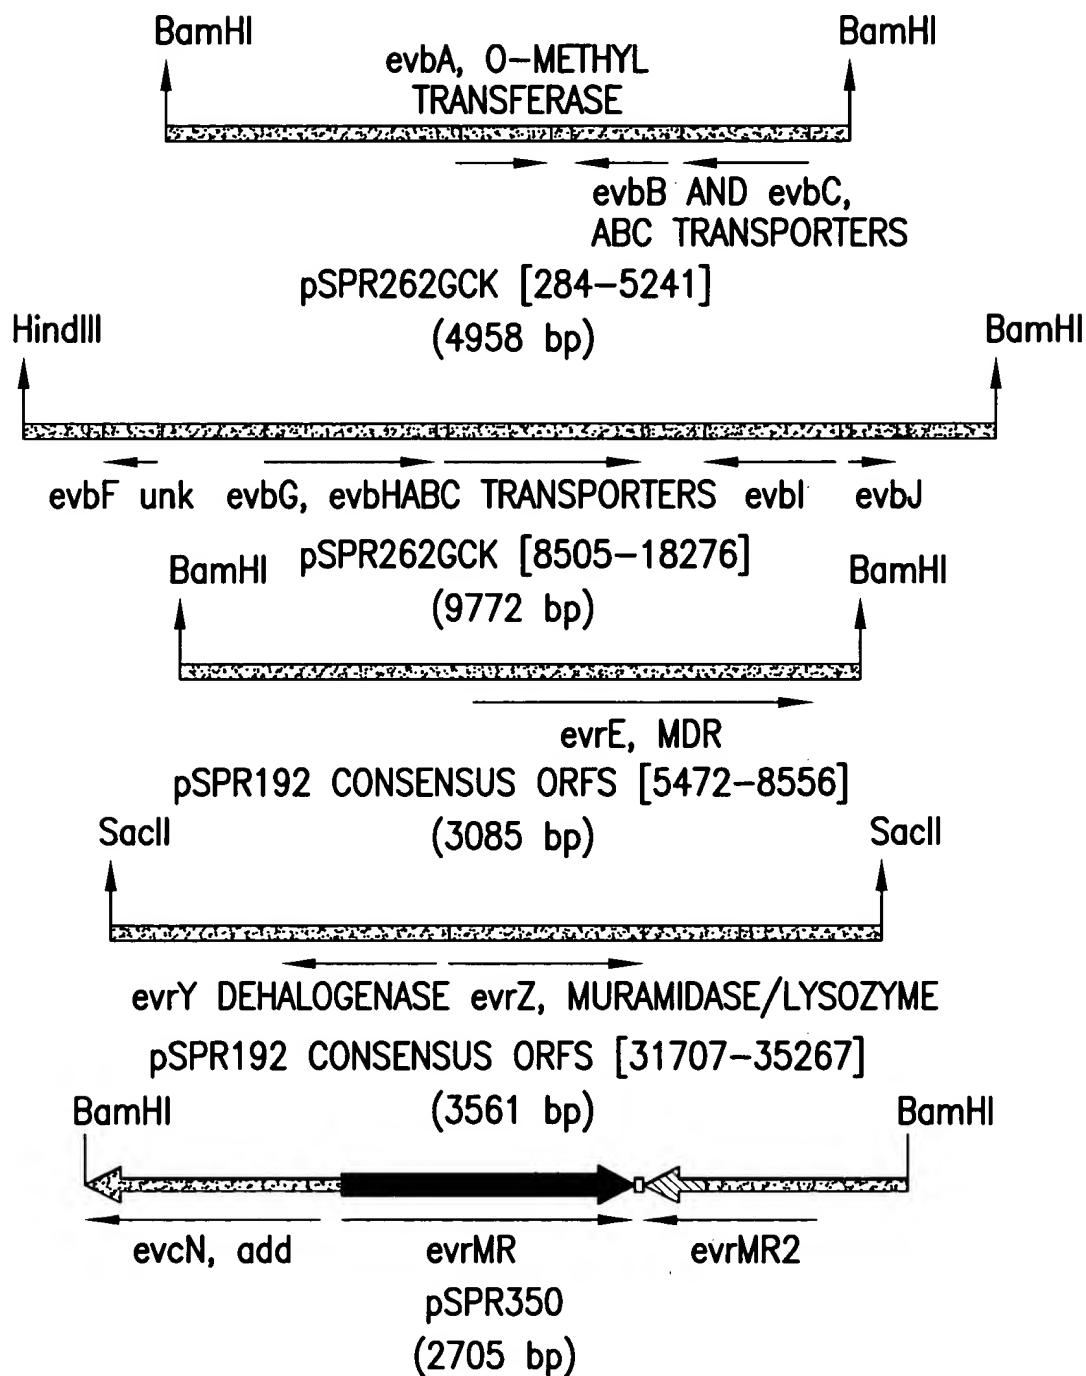 BamHI BamHI
evbA, O-METHYL
TRANSFERASE
evbB AND evbC,
ABC TRANSPORTERS
pSPR262GCK [284-5241]
(4958 bp)
HindIII BamHI
evbF unk evbG, evbHABC TRANSPORTERS evbI evbJ
pSPR262GCK [8505-18276]
(9772 bp)
BamHI BamHI
evrE, MDR
pSPR192 CONSENSUS ORFS [5472-8556]
(3085 bp)
SacII SacII
evrY DEHALOGENASE evrZ, MURAMIDASE/LYSOZYME
pSPR192 CONSENSUS ORFS [31707-35267]
(3561 bp)
BamHI BamHI
evcN, add evrMR evrMR2
pSPR350
(2705 bp)